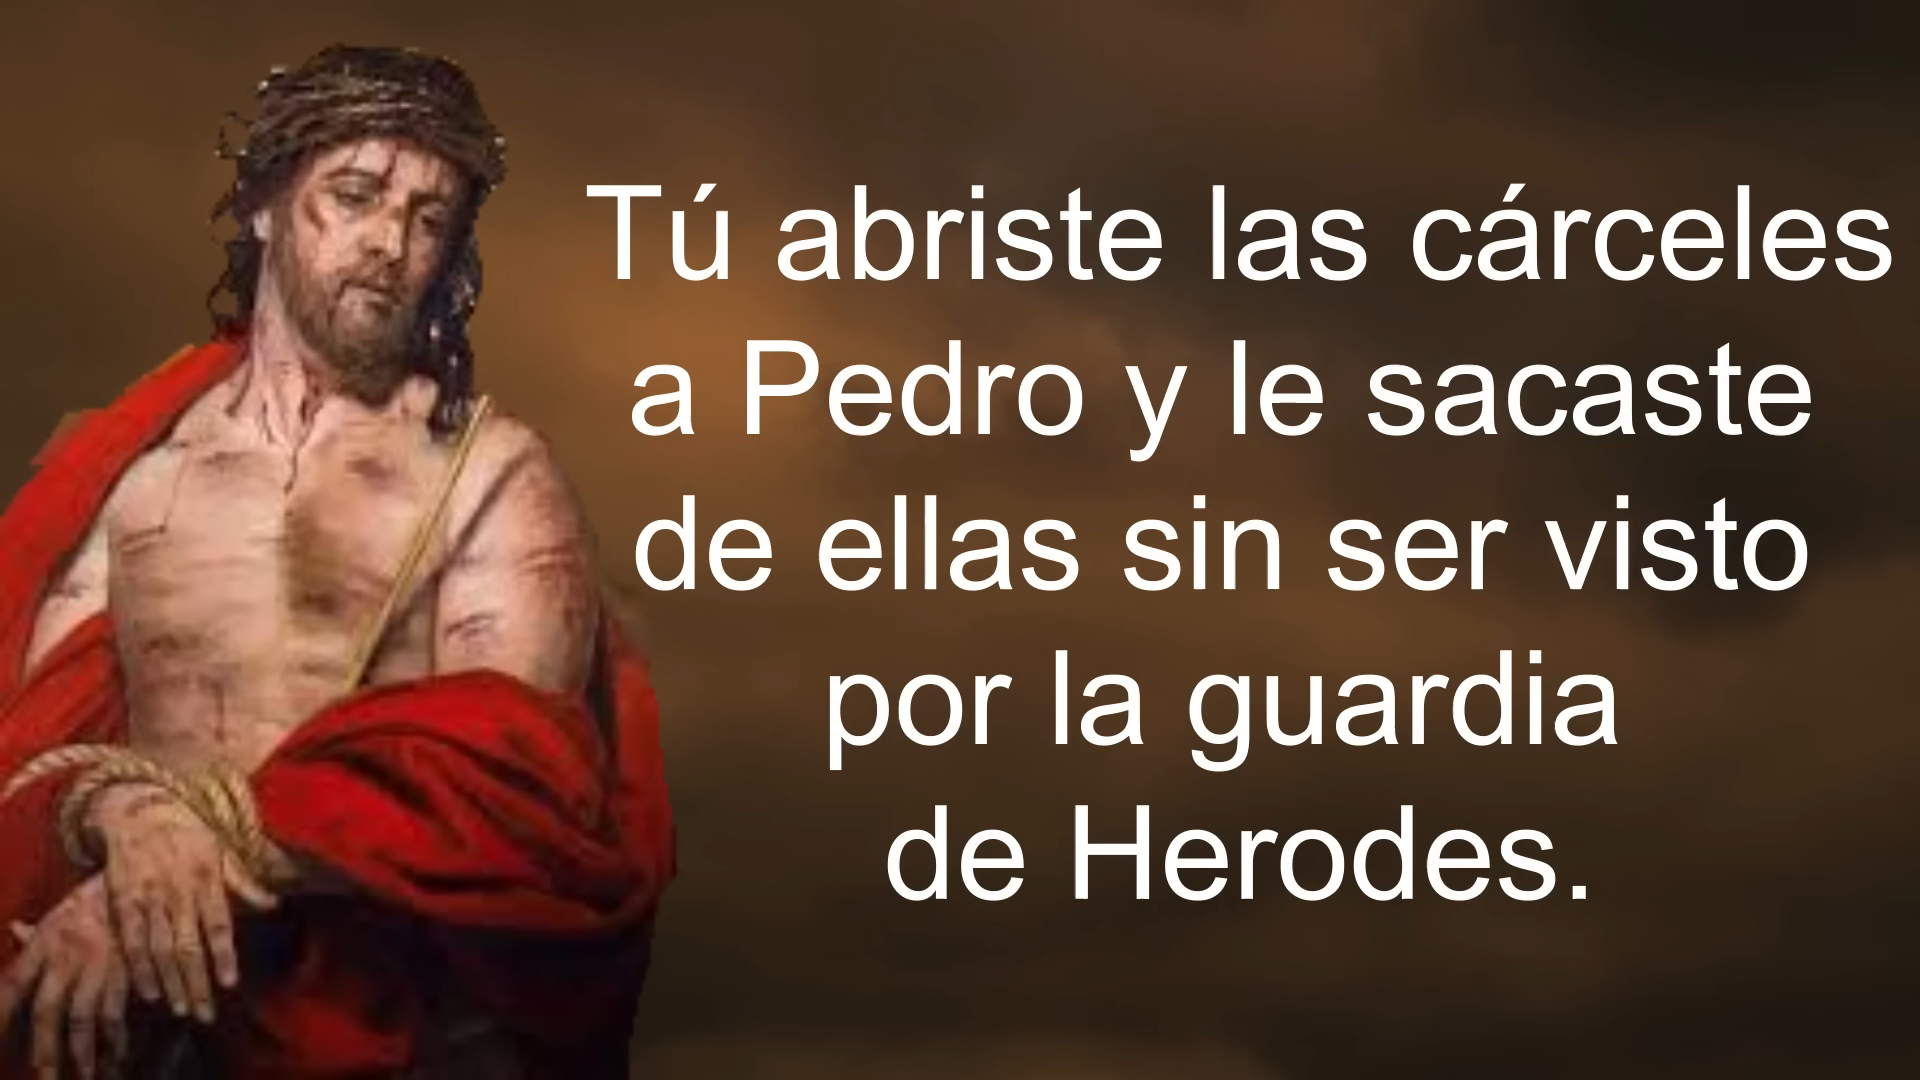 Tú abriste las cárceles
a Pedro y le sacaste
de ellas sin ser visto
por la guardia
de Herodes.